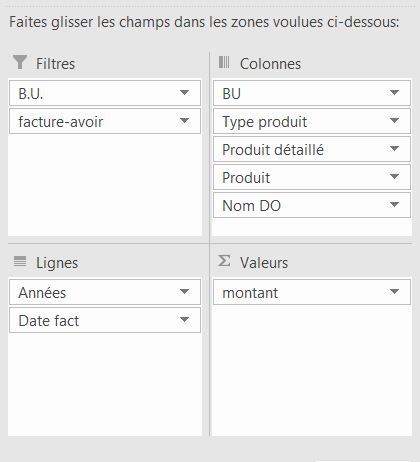 Faites glisser les champs dans les zones voulues ci-dessous:
Filtres
B.U.
facture-avoir
Colonnes
BU
Type produit
Produit détaillé
Produit
Nom DO
Lignes
Années
Date fact
Σ Valeurs
montant